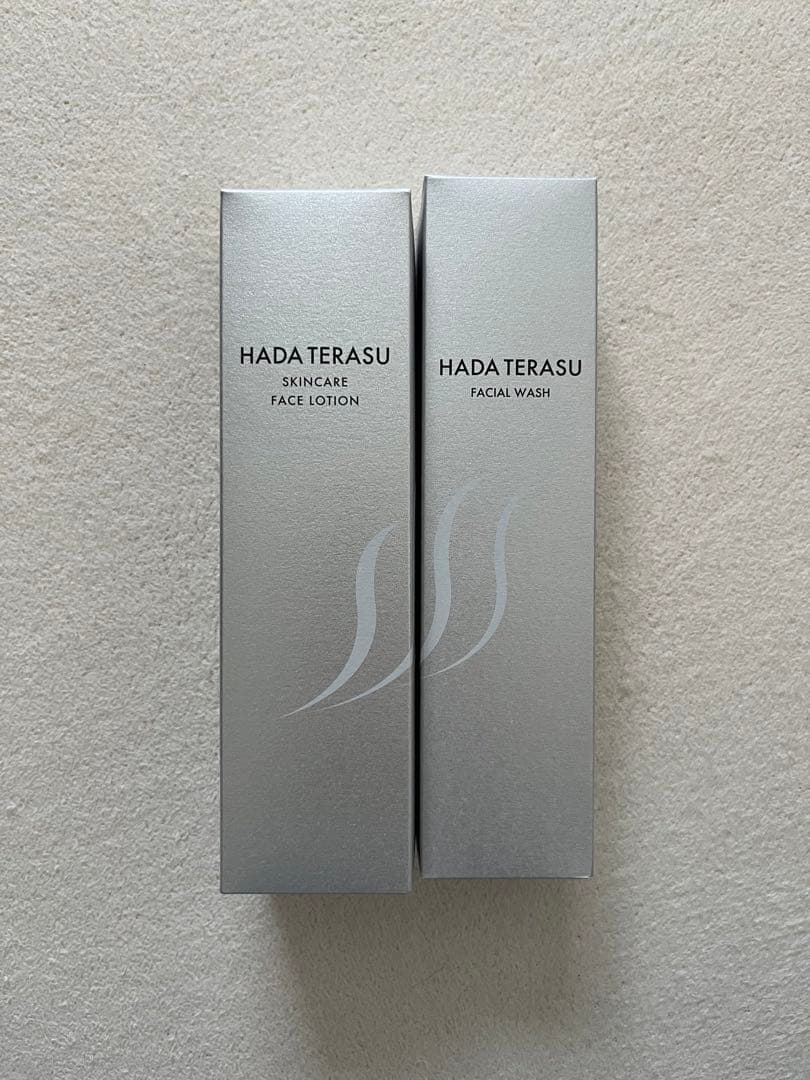 HADA TERASU
SKINCARE
FACE LOTION
HADA TERASU
FACIAL WASH